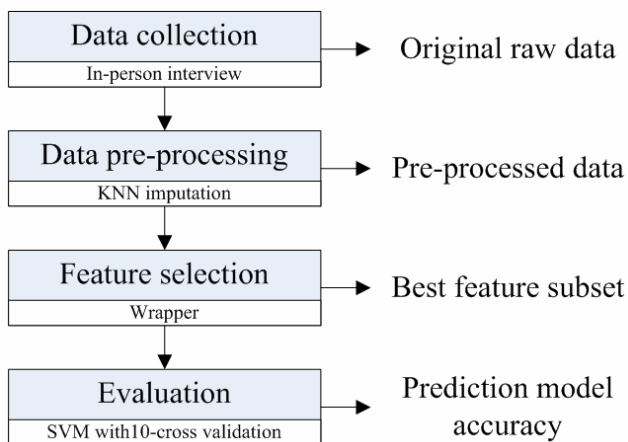 Data collection
In-person interview
Original raw data
Data pre-processing
KNN imputation
Pre-processed data
Feature selection
Wrapper
Best feature subset
Evaluation
SVM with10-cross validation
Prediction model
accuracy